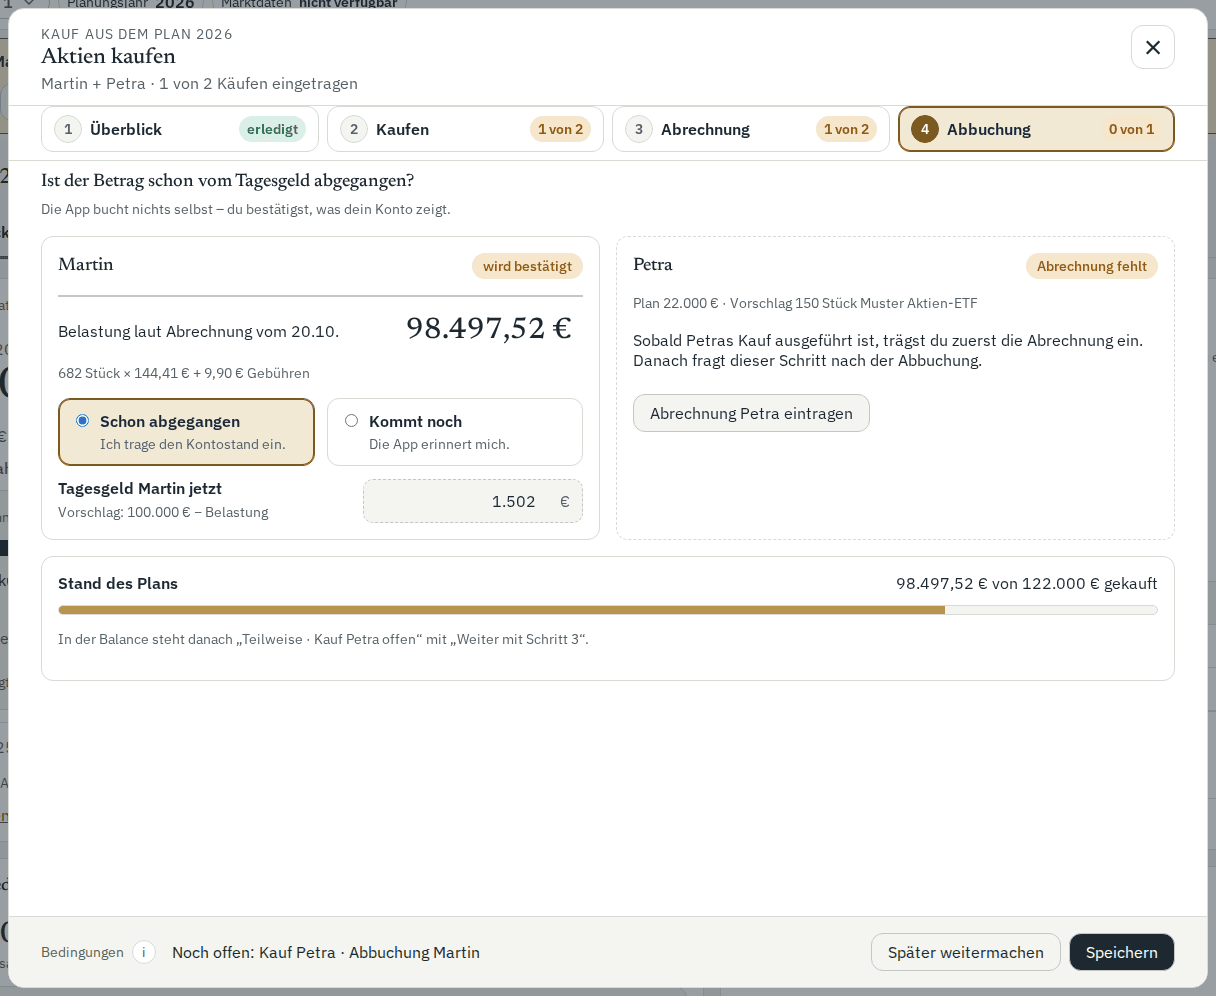 Planungsjahr 2026 Marktdaten nicht verfügbar
KAUF AUS DEM PLAN 2026
Aktien kaufen
Martin + Petra · 1 von 2 Käufen eingetragen
1 Überblick erledigt
2 Kaufen 1 von 2
3 Abrechnung 1 von 2
4 Abbuchung 0 von 1
Ist der Betrag schon vom Tagesgeld abgegangen?
Die App bucht nichts selbst – du bestätigst, was dein Konto zeigt.
Martin wird bestätigt
Belastung laut Abrechnung vom 20.10. 98.497,52 €
682 Stück × 144,41 € + 9,90 € Gebühren
Schon abgegangen
Ich trage den Kontostand ein.
Kommt noch
Die App erinnert mich.
Tagesgeld Martin jetzt
Vorschlag: 100.000 € – Belastung
1.502 €
Petra Abrechnung fehlt
Plan 22.000 € · Vorschlag 150 Stück Muster Aktien-ETF
Sobald Petras Kauf ausgeführt ist, trägst du zuerst die Abrechnung ein.
Danach fragt dieser Schritt nach der Abbuchung.
Abrechnung Petra eintragen
Stand des Plans 98.497,52 € von 122.000 € gekauft
In der Balance steht danach „Teilweise · Kauf Petra offen“ mit „Weiter mit Schritt 3“.
Bedingungen i Noch offen: Kauf Petra · Abbuchung Martin
Später weitermachen
Speichern